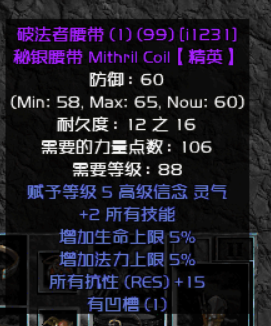 破法者腰带 (1) (99) [i1231]
秘银腰带 Mithril Coil【精英】
防御: 60
(Min: 58, Max: 65, Now: 60)
耐久度: 12 之 16
需要的力量点数: 106
需要等级: 88
赋予等级 5 高级信念 灵气
+2 所有技能
增加生命上限 5%
增加法力上限 5%
所有抗性 (RES) +15
有凹槽 (1)